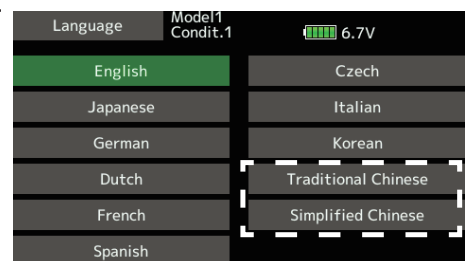 Language
Model1
Condit.1
6.7V
English
Japanese
German
Dutch
French
Spanish
Czech
Italian
Korean
Traditional Chinese
Simplified Chinese